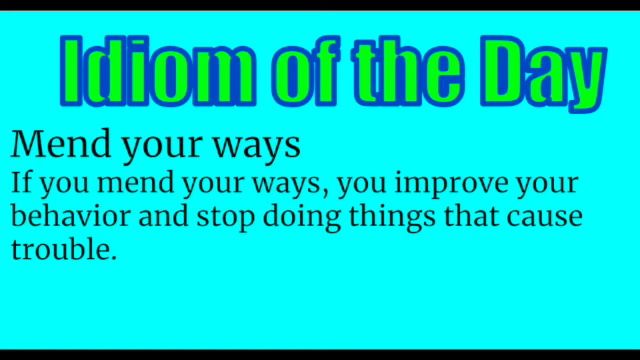 Idiom of the Day
Mend your ways
If you mend your ways, you improve your
behavior and stop doing things that cause
trouble.